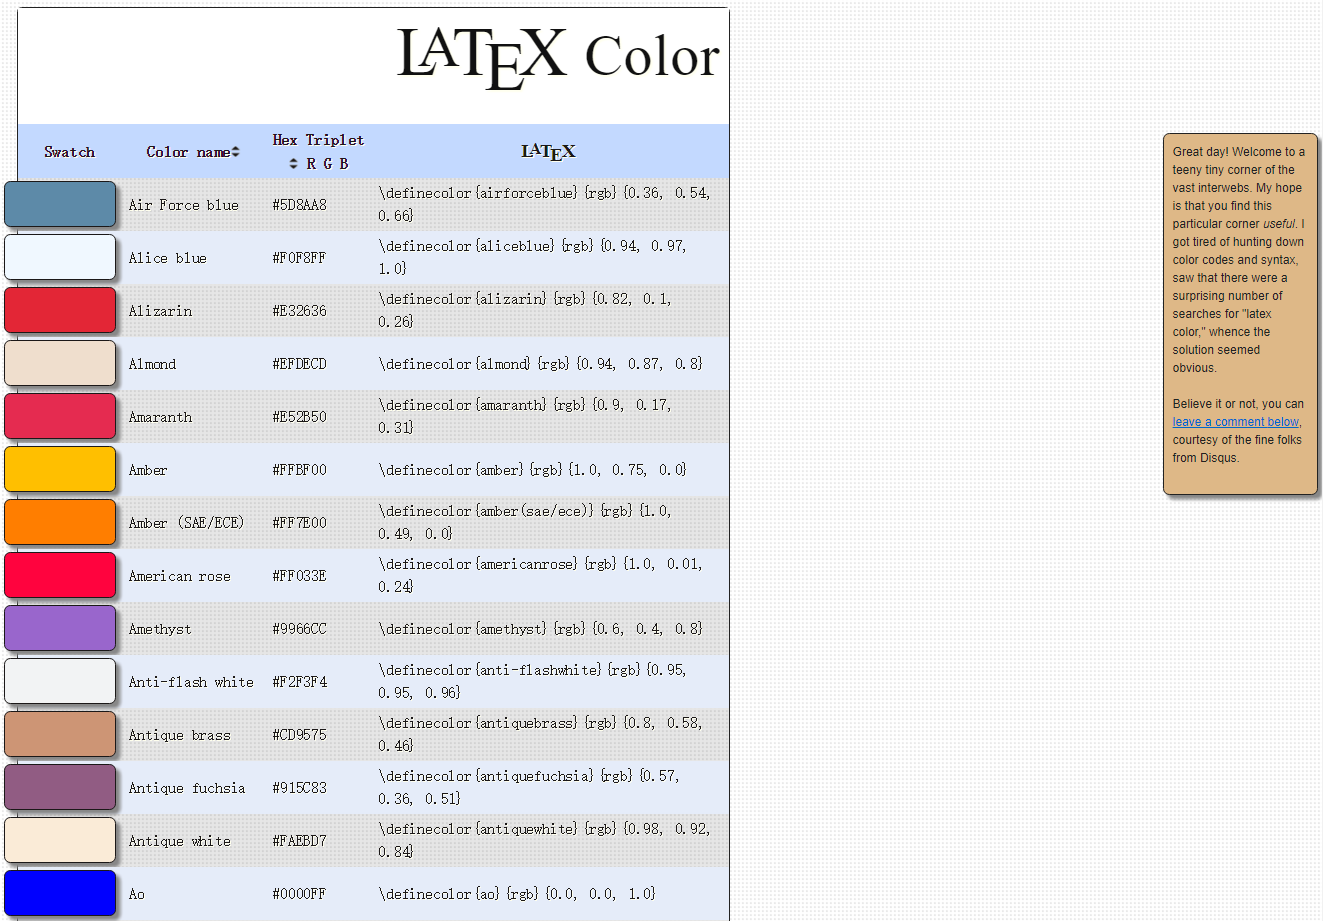 LATEX Color
Swatch
Color name
Hex Triplet
R G B
LATEX
Air Force blue
#5D8AA8
\definecolor{airforceblue}{rgb}{0.36, 0.54,
0.66}
Alice blue
#F0F8FF
\definecolor{aliceblue}{rgb}{0.94, 0.97,
1.0}
Alizarin
#E32636
\definecolor{alizarin}{rgb}{0.82, 0.1,
0.26}
Almond
#EFDECD
\definecolor{almond}{rgb}{0.94, 0.87, 0.8}
Amaranth
#E52B50
\definecolor{amaranth}{rgb}{0.9, 0.17,
0.31}
Amber
#FFBF00
\definecolor{amber}{rgb}{1.0, 0.75, 0.0}
Amber (SAE/ECE)
#FF7E00
\definecolor{amber(sae/ece)}{rgb}{1.0,
0.49, 0.0}
American rose
#FF033E
\definecolor{americanrose}{rgb}{1.0, 0.01,
0.24}
Amethyst
#9966CC
\definecolor{amethyst}{rgb}{0.6, 0.4, 0.8}
Anti-flash white
#F2F3F4
\definecolor{anti-flashwhite}{rgb}{0.95,
0.95, 0.96}
Antique brass
#CD9575
\definecolor{antiquebrass}{rgb}{0.8, 0.58,
0.46}
Antique fuchsia
#915C83
\definecolor{antiquefuchsia}{rgb}{0.57,
0.36, 0.51}
Antique white
#FAEBD7
\definecolor{antiquewhite}{rgb}{0.98, 0.92,
0.84}
Ao
#0000FF
\definecolor{ao}{rgb}{0.0, 0.0, 1.0}
Great day! Welcome to a
teeny tiny corner of the
vast interwebs. My hope
is that you find this
particular corner useful. I
got tired of hunting down
color codes and syntax,
saw that there were a
surprising number of
searches for "latex
color," whence the
solution seemed
obvious.
Believe it or not, you can
leave a comment below,
courtesy of the fine folks
from Disqus.